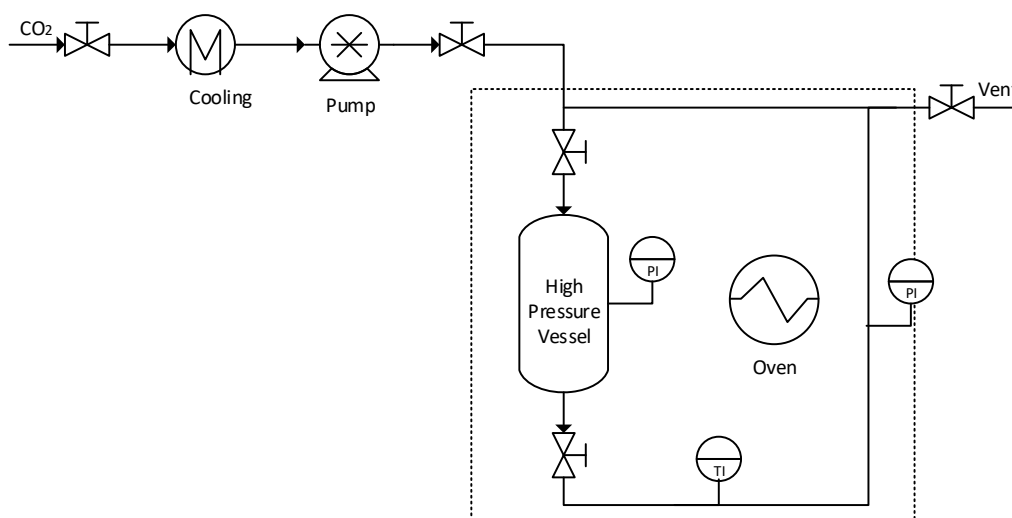 CO2
Cooling
Pump
Vent
PI
High
Pressure
Vessel
PI
Oven
TI